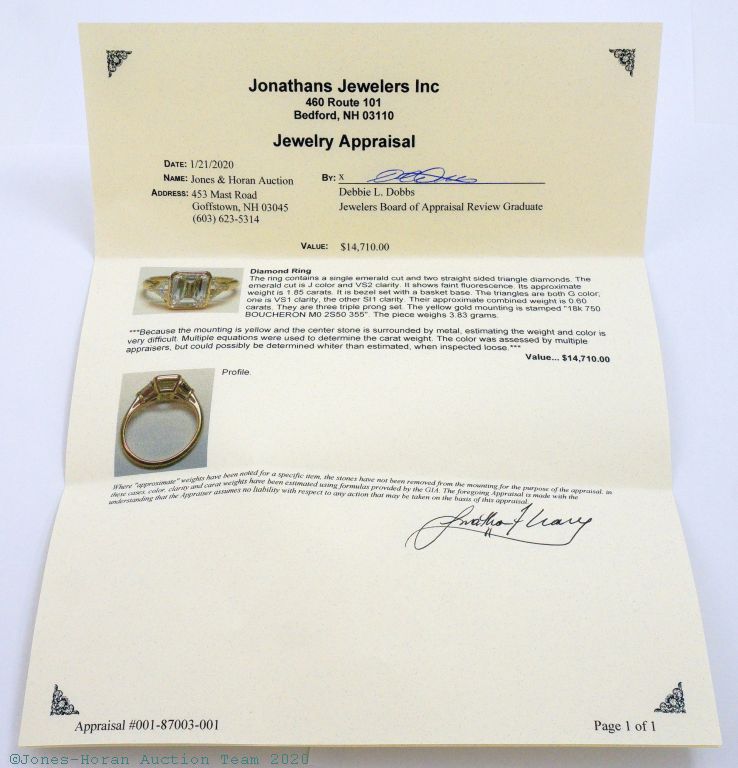 Jonathans Jewelers Inc
460 Route 101
Bedford, NH 03110
Jewelry Appraisal
DATE: 1/21/2020
NAME: Jones & Horan Auction
BY: X
ADDRESS: 453 Mast Road
Debbie L. Dobbs
Goffstown, NH 03045
Jewelers Board of Appraisal Review Graduate
(603) 623-5314
VALUE: $14,710.00
Diamond Ring
The ring contains a single emerald cut and two straight sided triangle diamonds. The
emerald cut is J color and VS2 clarity. It shows faint fluorescence. Its approximate
weight is 1.85 carats. It is bezel set with a basket base. The triangles are both G color;
one is VS1 clarity, the other SI1 clarity. Their approximate combined weight is 0.60
carats. They are three triple prong set. The yellow gold mounting is stamped "18k 750
BOUCHERON M0 2S50 355". The piece weighs 3.83 grams.
***Because the mounting is yellow and the center stone is surrounded by metal, estimating the weight and color is
very difficult. Multiple equations were used to determine the carat weight. The color was assessed by multiple
appraisers, but could possibly be determined whiter than estimated, when inspected loose.***
Value... $14,710.00
Profile.
Where "approximate" weights have been noted for a specific item, the stones have not been removed from the mounting for the purpose of the appraisal, in
these cases, color, clarity and carat weights have been estimated using formulas provided by the GIA. The foregoing Appraisal is made with the
understanding that the Appraiser assumes no liability with respect to any action that may be taken on the basis of this appraisal.
Appraisal #001-87003-001
Page 1 of 1
©Jones-Horan Auction Team 2020